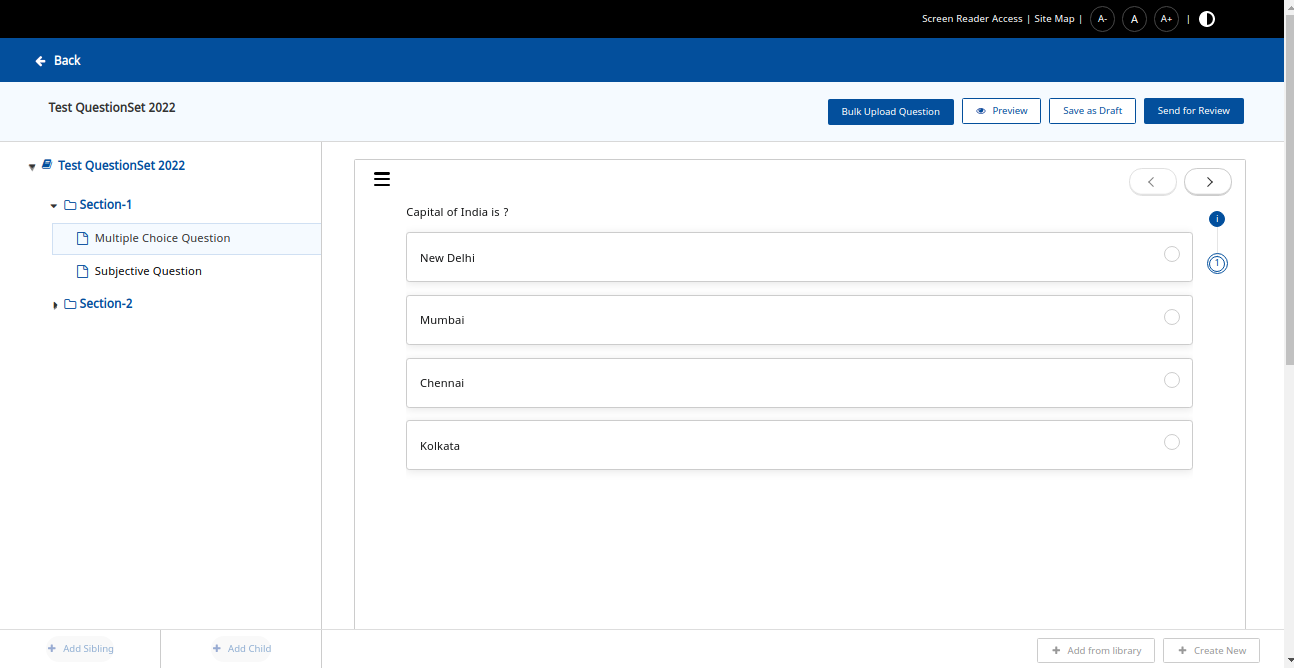 Screen Reader Access | Site Map | A- A A+ |
Back
Test QuestionSet 2022
Bulk Upload Question Preview Save as Draft Send for Review
Test QuestionSet 2022
Section-1
Multiple Choice Question
Subjective Question
Section-2
Capital of India is ?
i
1
New Delhi
Mumbai
Chennai
Kolkata
+ Add Sibling + Add Child
+ Add from library + Create New